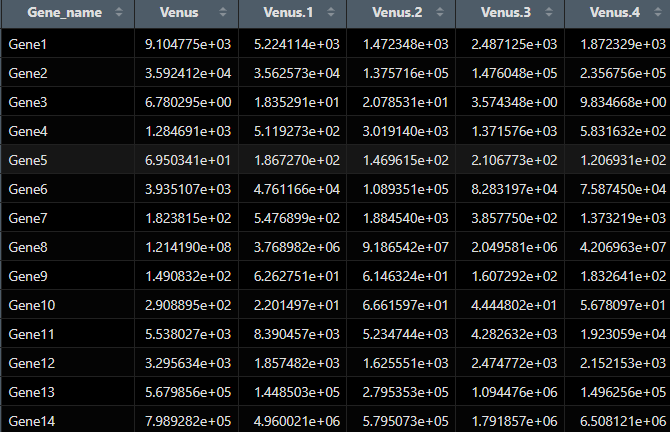 Gene_name Venus Venus.1 Venus.2 Venus.3 Venus.4
Gene1 9.104775e+03 5.224114e+03 1.472348e+03 2.487125e+03 1.872329e+03
Gene2 3.592412e+04 3.562573e+04 1.375716e+05 1.476048e+05 2.356756e+05
Gene3 6.780295e+00 1.835291e+01 2.078531e+01 3.574348e+00 9.834668e+00
Gene4 1.284691e+03 5.119273e+02 3.019140e+03 1.371576e+03 5.831632e+02
Gene5 6.950341e+01 1.867270e+02 1.469615e+02 2.106773e+02 1.206931e+02
Gene6 3.935107e+03 4.761166e+04 1.089351e+05 8.283197e+04 7.587450e+04
Gene7 1.823815e+02 5.476899e+02 1.884540e+03 3.857750e+02 1.373219e+03
Gene8 1.214190e+08 3.768982e+06 9.186542e+07 2.049581e+06 4.206963e+07
Gene9 1.490832e+02 6.262751e+01 6.146324e+01 1.607292e+02 1.832641e+02
Gene10 2.908895e+02 2.201497e+01 6.661597e+01 4.444802e+01 5.678097e+01
Gene11 5.538027e+03 8.390457e+03 5.234744e+03 4.282632e+03 1.923059e+04
Gene12 3.295634e+03 1.857482e+03 1.625551e+03 2.474772e+03 2.152153e+03
Gene13 5.679856e+05 1.448503e+05 2.795353e+05 1.094476e+06 1.496256e+05
Gene14 7.989282e+05 4.960021e+06 5.795073e+05 1.791857e+06 6.508121e+06